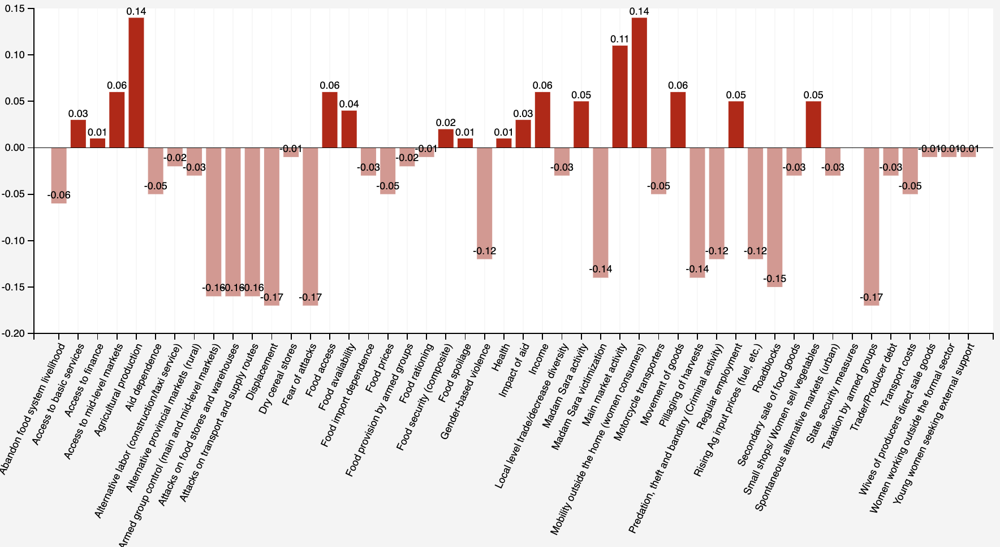 0.15
0.10
0.05
0.00
-0.05
-0.10
-0.15
-0.20
-0.06
0.03
0.01
0.06
0.14
-0.05
-0.02
-0.03
-0.16
-0.16
-0.16
-0.17
-0.01
-0.17
0.06
0.04
-0.03
-0.05
-0.02
-0.01
0.02
0.01
-0.12
0.01
0.03
0.06
-0.03
0.05
-0.14
0.11
0.14
-0.05
0.06
-0.14
-0.12
0.05
-0.12
-0.15
-0.03
0.05
-0.03
-0.17
-0.03
-0.05
-0.01
-0.01
-0.01
Abandon food system livelihood
Access to basic services
Access to finance
Access to mid-level markets
Agricultural production
Aid dependence
Alternative labor (construction/taxi service)
Alternative provincial markets (rural)
Armed group control (main and mid-level markets)
Attacks on food stores and warehouses
Attacks on transport and supply routes
Displacement
Dry cereal stores
Fear of attacks
Food access
Food availability
Food import dependence
Food prices
Food provision by armed groups
Food rationing
Food security (composite)
Food spoilage
Gender-based violence
Health
Impact of aid
Income
Local level trade/decrease diversity
Madam Sara activity
Madam Sara victimization
Main market activity
Mobility outside the home (women consumers)
Motorcycle transporters
Movement of goods
Pillaging of harvests
Predation, theft and banditry (Criminal activity)
Regular employment
Rising Ag input prices (fuel, etc.)
Roadblocks
Secondary sale of food goods
Small shops/ Women sell vegetables
Spontaneous alternative markets (urban)
State security measures
Taxation by armed groups
Trader/Producer debt
Transport costs
Wives of producers direct sale goods
Women working outside the formal sector
Young women seeking external support